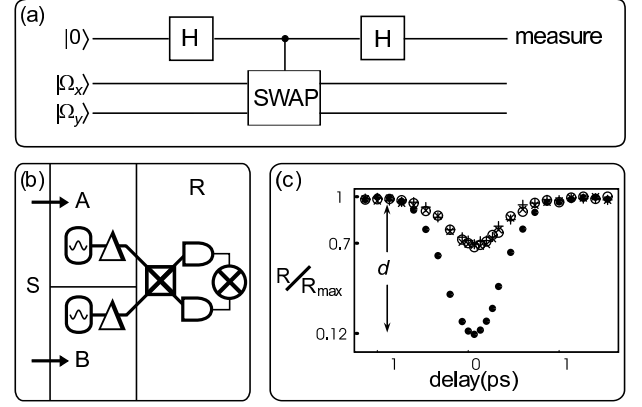 (a)
|0⟩ H H measure
|Ωx⟩
SWAP
|Ωy⟩
(b)
A
R
S
B
(c)
1
0.7
R/Rmax
d
0.12
1 0 1
delay(ps)